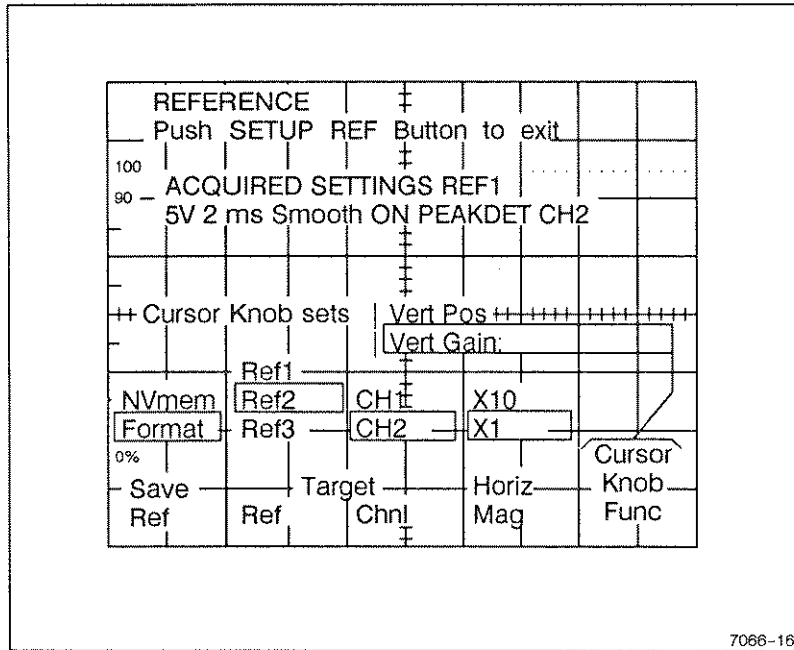 REFERENCE
Push SETUP REF Button to exit
100
90
ACQUIRED SETTINGS REF1
5V 2 ms Smooth ON PEAKDET CH2
Cursor Knob sets
Vert Pos
Vert Gain:
Ref1
NVmem Ref2 CH1 X10
Format Ref3 CH2 X1
0%
Cursor
Save Target Horiz Knob
Ref Ref Chnl Mag Func
7066-16